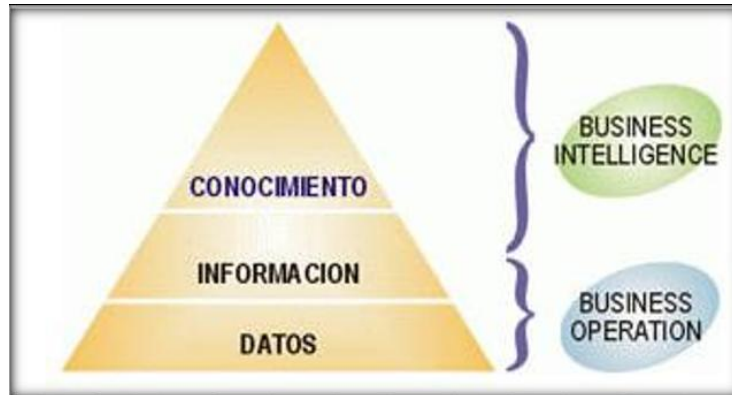 CONOCIMIENTO
INFORMACION
DATOS
BUSINESS
INTELLIGENCE
BUSINESS
OPERATION